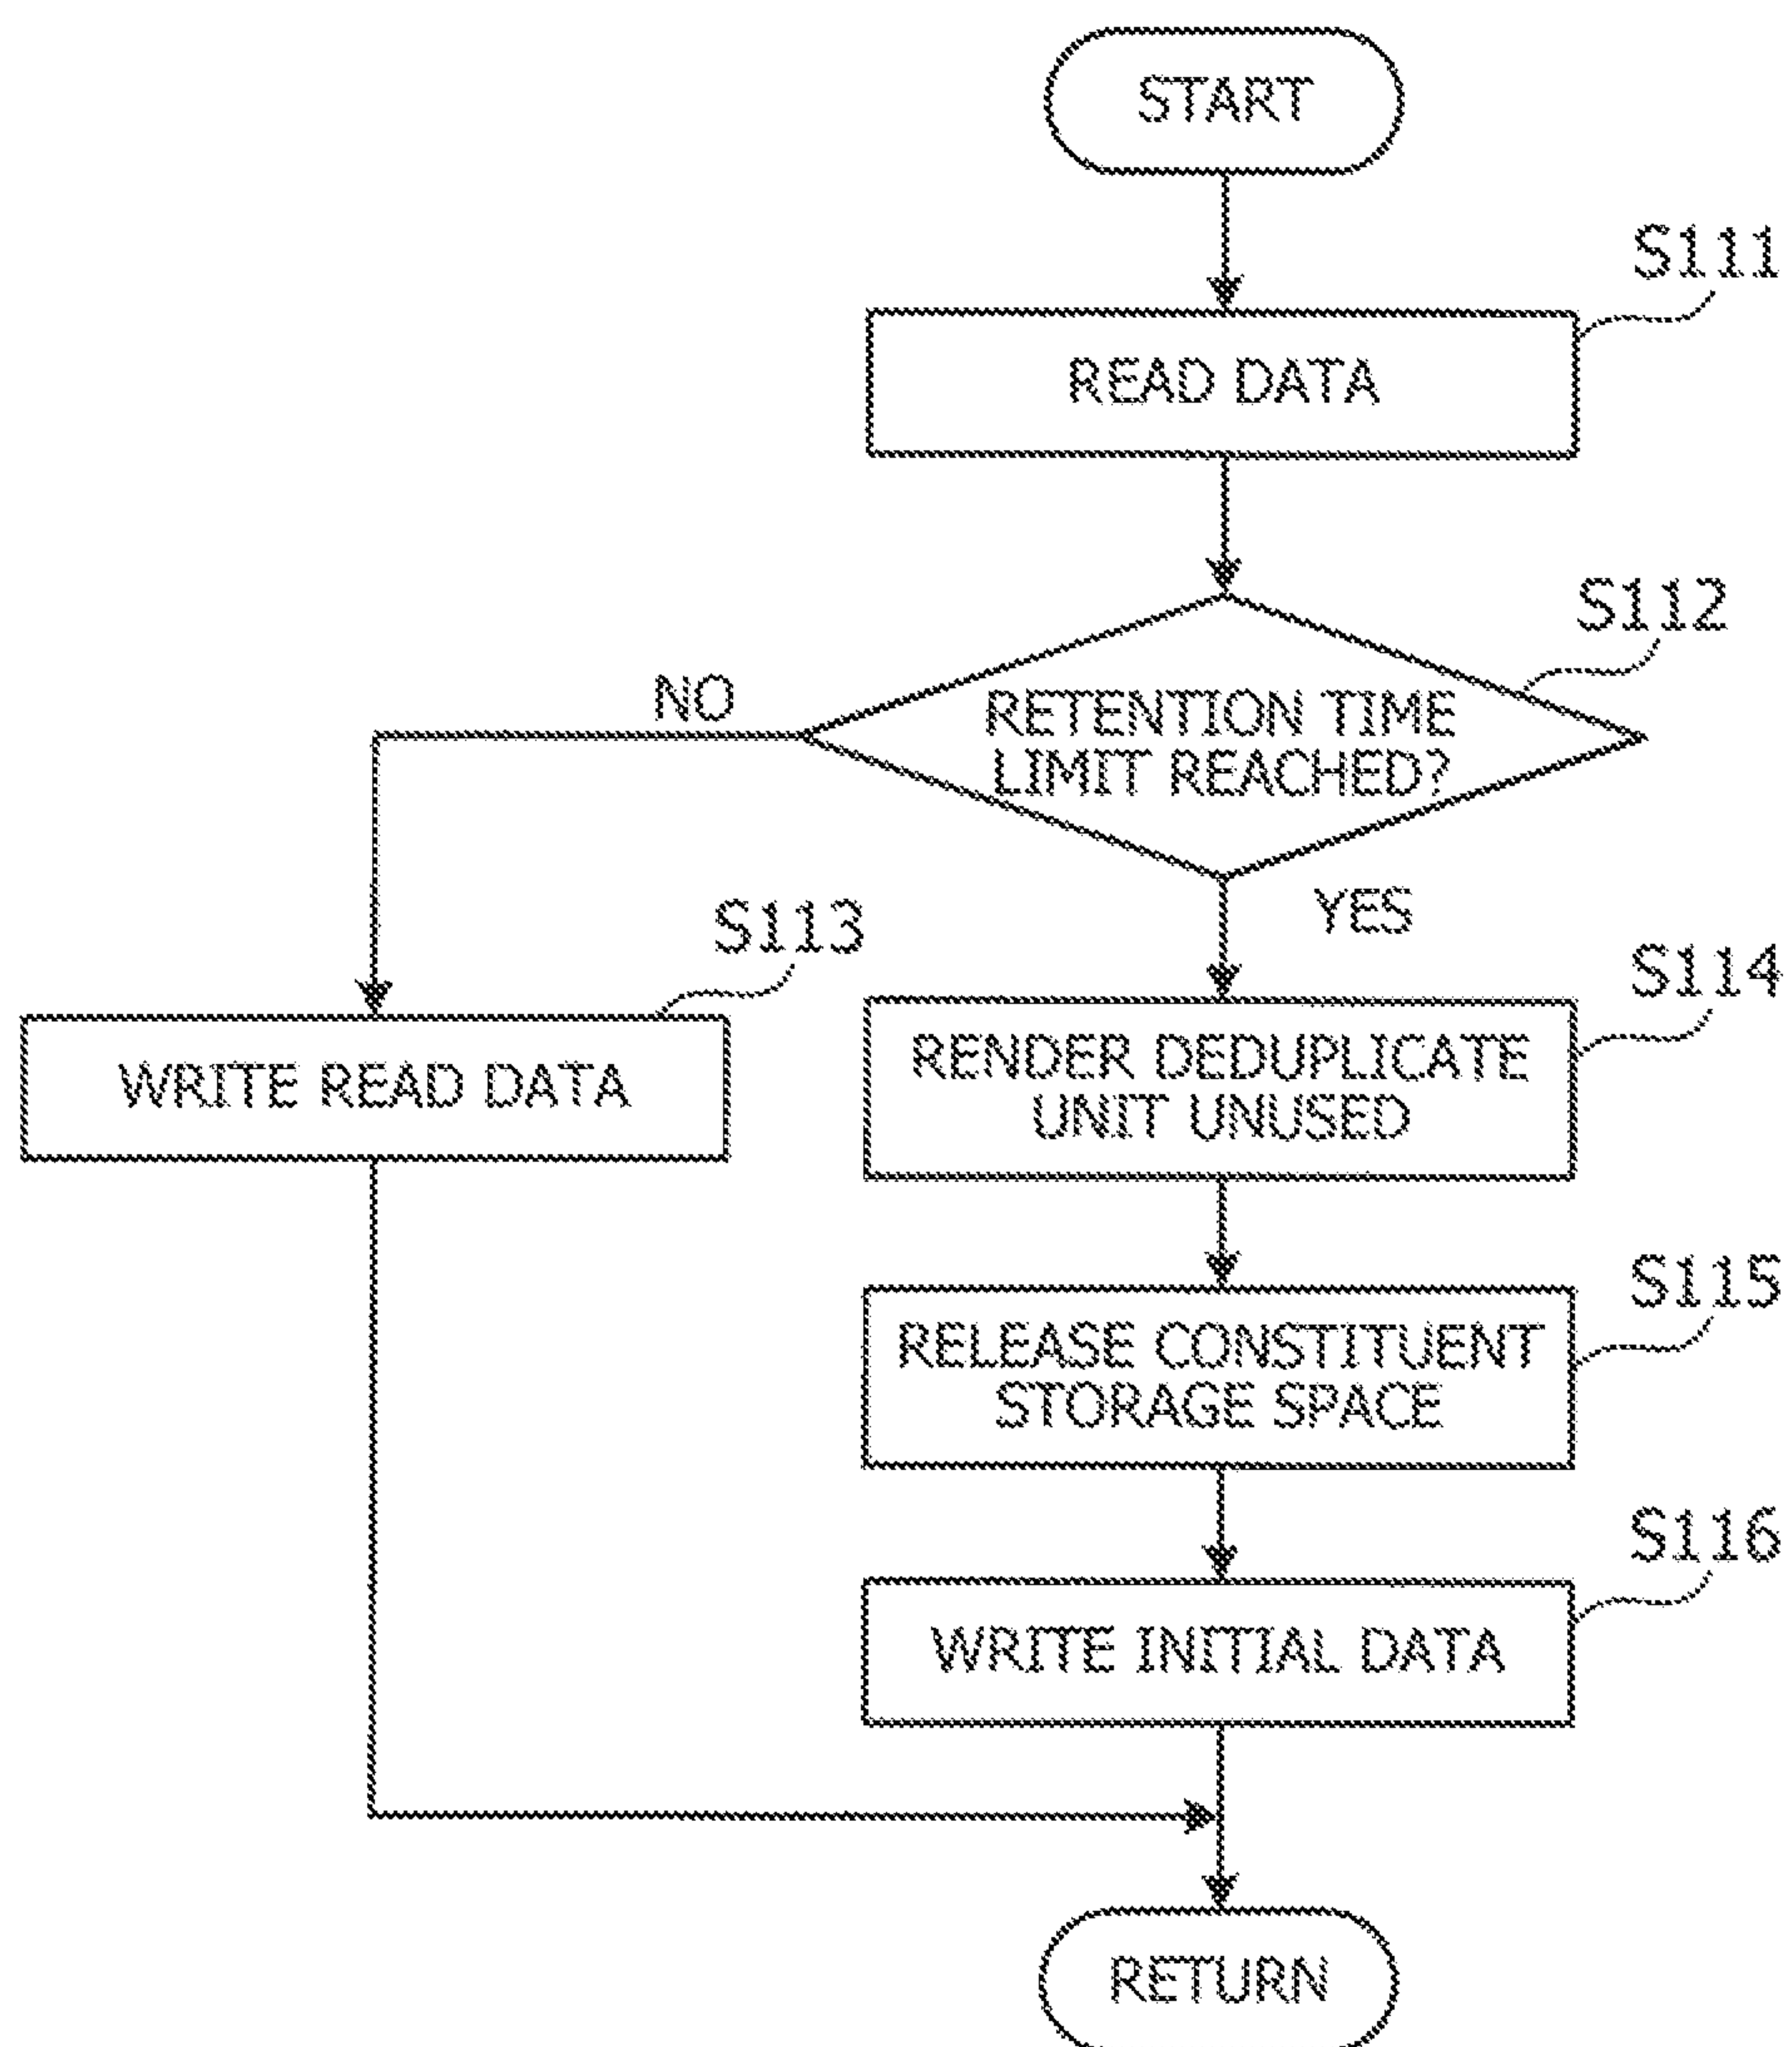 START
S111
READ DATA
S112
NO
RETENTION TIME
LIMIT REACHED?
YES
S113
WRITE READ DATA
S114
RENDER DEDUPLICATE
UNIT UNUSED
S115
RELEASE CONSTITUENT
STORAGE SPACE
S116
WRITE INITIAL DATA
RETURN